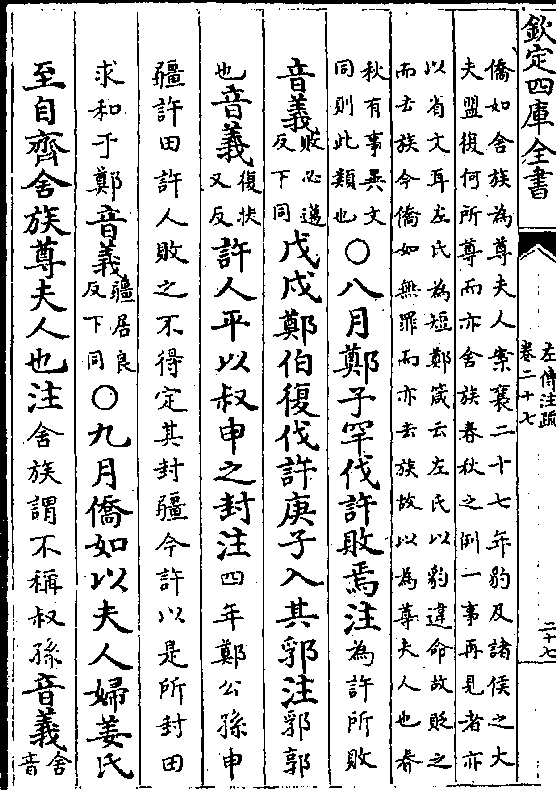 欽定四庫全書
左傳注疏
卷二十七
二十七
僑如舍族為尊夫人案襄二十七年豹及諸侯之大
夫盟復何所尊而亦舍族春秋之例一事再見者亦
以省文耳左氏為短鄭箴云左氏以豹違命故貶之
而去族今僑如無罪而亦去族故以為尊夫人也春
秋有事異文
同則此類也
○八月鄭子罕伐許敗焉注為許所敗
音義敗必邁
反下同
戊戌鄭伯復伐許庚子入其郛注郛郭
也音義復扶
又反
許人平以叔申之封注四年鄭公孫申
疆許田許人敗之不得定其封疆今許以是所封田
求和于鄭音義疆居良
反下同
○九月僑如以夫人婦姜氏
至自齊舍族尊夫人也注舍族謂不稱叔孫音義舍
音